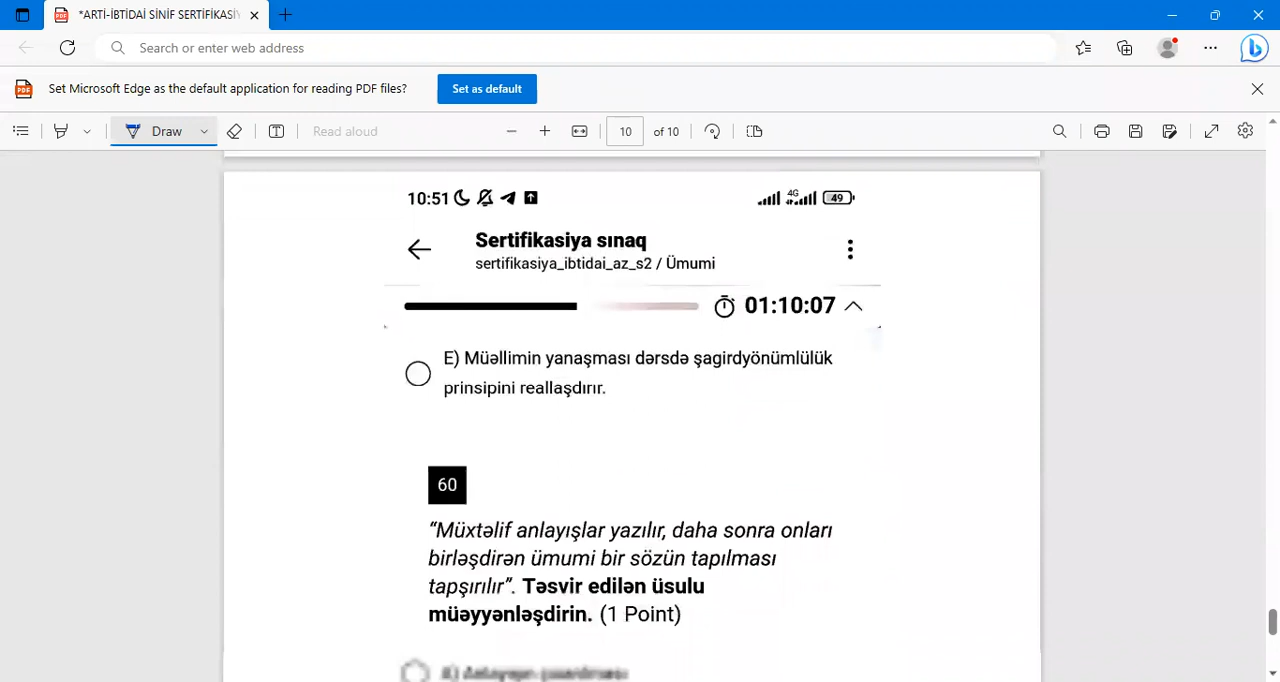 *ARTİ-İBTİDAİ SİNİF SERTİFİKASİY
Search or enter web address
Set Microsoft Edge as the default application for reading PDF files?
Set as default
Draw
Read aloud
10
of 10
10:51
4G
49
Sertifikasiya sınaq
sertifikasiya_ibtidai_az_s2 / Ümumi
01:10:07
E) Müəllimin yanaşması dərsdə şagirdyönümlülük
prinsipini reallaşdırır.
60
“Müxtəlif anlayışlar yazılır, daha sonra onları
birləşdirən ümumi bir sözün tapılması
tapşırılır”. Təsvir edilən üsulu
müəyyənləşdirin. (1 Point)
A)